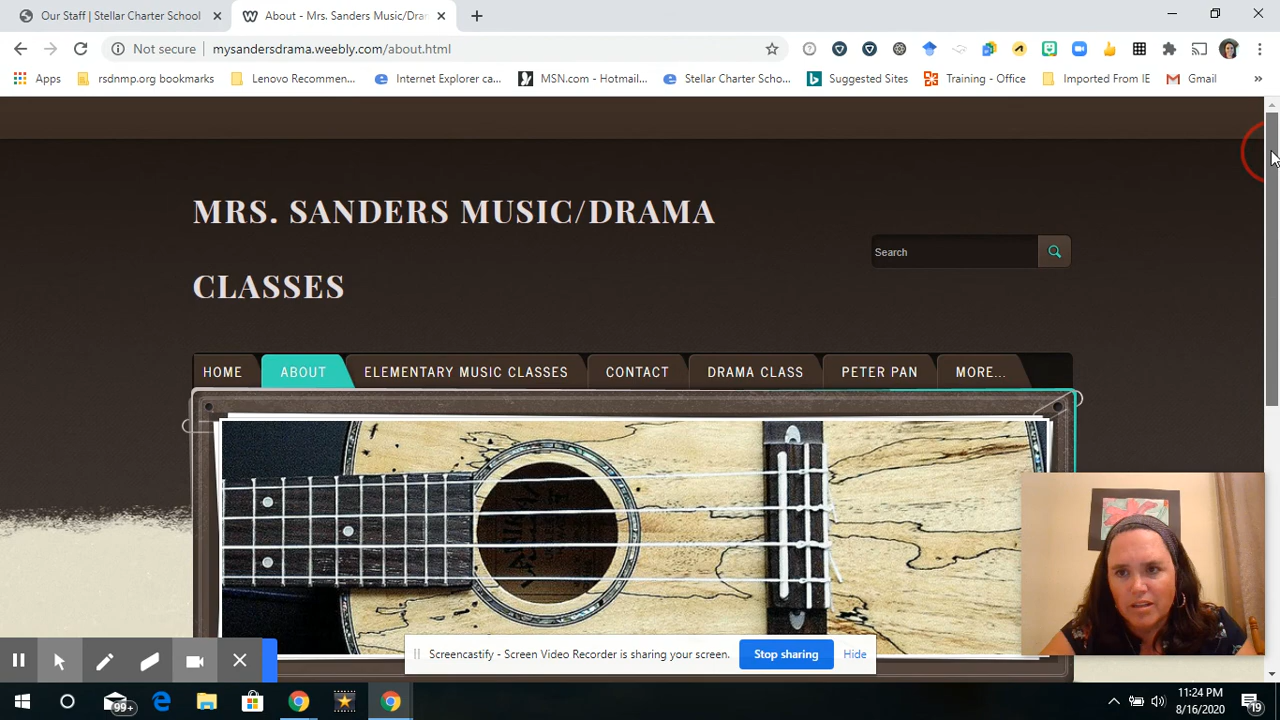 Our Staff | Stellar Charter School
About - Mrs. Sanders Music/Dra
Not secure
mysandersdrama.weebly.com/about.html
Apps
rsdnmp.org bookmarks
Lenovo Recommen...
Internet Explorer ca...
MSN.com - Hotmail...
Stellar Charter Scho...
Suggested Sites
Training - Office
Imported From IE
Gmail
»
MRS. SANDERS MUSIC/DRAMA
CLASSES
Search
HOME
ABOUT
ELEMENTARY MUSIC CLASSES
CONTACT
DRAMA CLASS
PETER PAN
MORE...
Screencastify - Screen Video Recorder is sharing your screen.
Stop sharing
Hide
99+
11:24 PM
8/16/2020
19